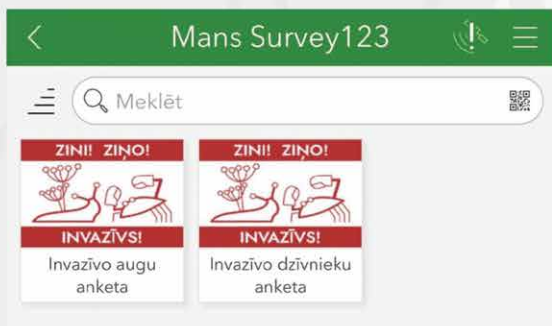 Mans Survey123
Meklēt
ZINI! ZIŅO!
INVAZĪVS!
Invazīvo augu
anketa
ZINI! ZIŅO!
INVAZĪVS!
Invazīvo dzīvnieku
anketa